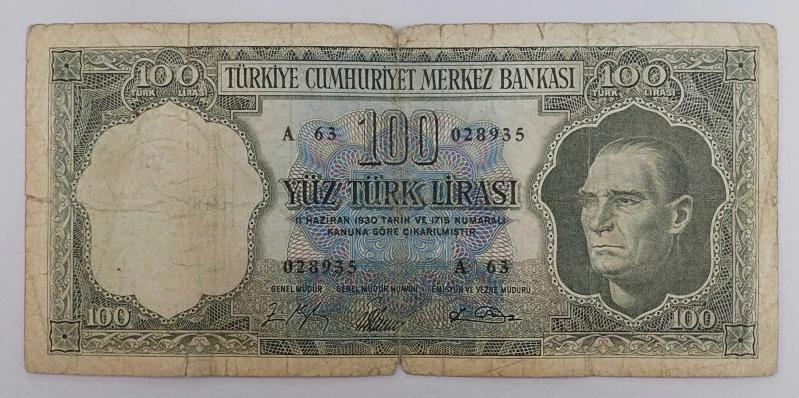 100 TÜRK LİRASI
TÜRKİYE CUMHURİYET MERKEZ BANKASI
100 TÜRK LİRASI
A 63 100 028935
YÜZ TÜRK LİRASI
11 HAZİRAN 1930 TARİH VE 1715 NUMARALI
KANUNA GÖRE ÇIKARILMIŞTIR
028935 A 63
GENEL MÜDÜR GENEL MÜDÜR MUAVİNİ EMİSYON VE VEZNE MÜDÜRÜ
100 100